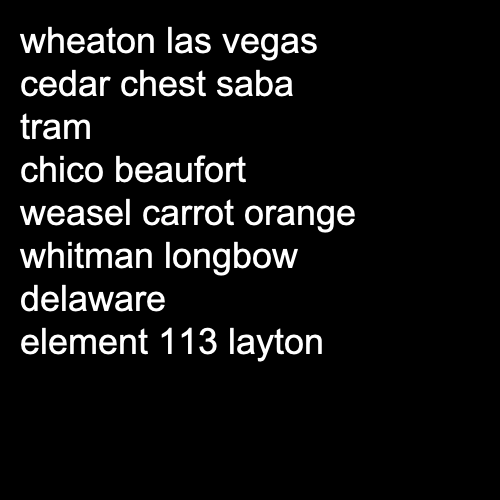 wheaton las vegas
cedar chest saba
tram
chico beaufort
weasel carrot orange
whitman longbow
delaware
element 113 layton